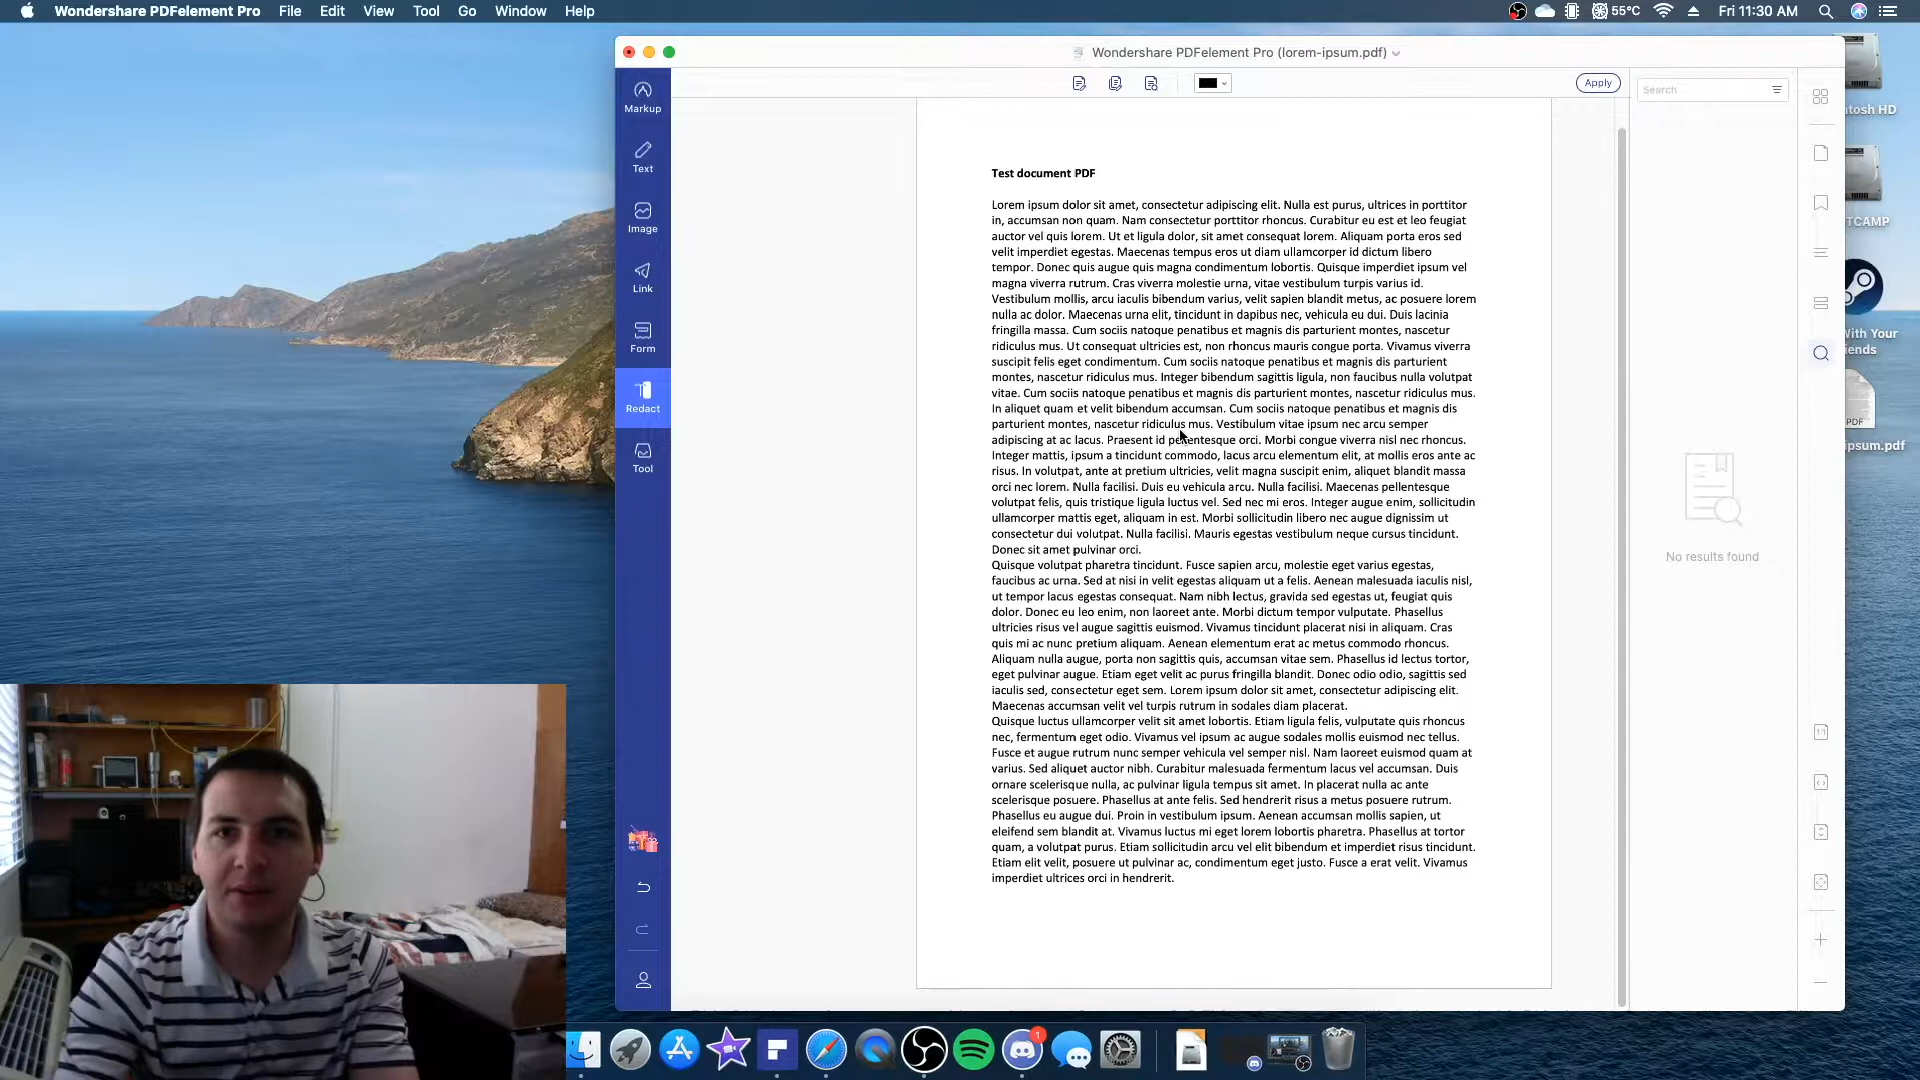 Wondershare PDFelement Pro File Edit View Tool Go Window Help
55°C Fri 11:30 AM
Wondershare PDFelement Pro (lorem-ipsum.pdf)
Markup
Text
Image
Link
Form
Redact
Tool
Apply
Search
No results found
Test document PDF
Lorem ipsum dolor sit amet, consectetur adipiscing elit. Nulla est purus, ultrices in porttitor
in, accumsan non quam. Nam consectetur porttitor rhoncus. Curabitur eu est et leo feugiat
auctor vel quis lorem. Ut et ligula dolor, sit amet consequat lorem. Aliquam porta eros sed
velit imperdiet egestas. Maecenas tempus eros ut diam ullamcorper id dictum libero
tempor. Donec quis augue quis magna condimentum lobortis. Quisque imperdiet ipsum vel
magna viverra rutrum. Cras viverra molestie urna, vitae vestibulum turpis varius id.
Vestibulum mollis, arcu iaculis bibendum varius, velit sapien blandit metus, ac posuere lorem
nulla ac dolor. Maecenas urna elit, tincidunt in dapibus nec, vehicula eu dui. Duis lacinia
fringilla massa. Cum sociis natoque penatibus et magnis dis parturient montes, nascetur
ridiculus mus. Ut consequat ultricies est, non rhoncus mauris congue porta. Vivamus viverra
suscipit felis eget condimentum. Cum sociis natoque penatibus et magnis dis parturient
montes, nascetur ridiculus mus. Integer bibendum sagittis ligula, non faucibus nulla volutpat
vitae. Cum sociis natoque penatibus et magnis dis parturient montes, nascetur ridiculus mus.
In aliquet quam et velit bibendum accumsan. Cum sociis natoque penatibus et magnis dis
parturient montes, nascetur ridiculus mus. Vestibulum vitae ipsum nec arcu semper
adipiscing at ac lacus. Praesent id pellentesque orci. Morbi congue viverra nisl nec rhoncus.
Integer mattis, ipsum a tincidunt commodo, lacus arcu elementum elit, at mollis eros ante ac
risus. In volutpat, ante at pretium ultricies, velit magna suscipit enim, aliquet blandit massa
orci nec lorem. Nulla facilisi. Duis eu vehicula arcu. Nulla facilisi. Maecenas pellentesque
volutpat felis, quis tristique ligula luctus vel. Sed nec mi eros. Integer augue enim, sollicitudin
ullamcorper mattis eget, aliquam in est. Morbi sollicitudin libero nec augue dignissim ut
consectetur dui volutpat. Nulla facilisi. Mauris egestas vestibulum neque cursus tincidunt.
Donec sit amet pulvinar orci.
Quisque volutpat pharetra tincidunt. Fusce sapien arcu, molestie eget varius egestas,
faucibus ac urna. Sed at nisi in velit egestas aliquam ut a felis. Aenean malesuada iaculis nisl,
ut tempor lacus egestas consequat. Nam nibh lectus, gravida sed egestas ut, feugiat quis
dolor. Donec eu leo enim, non laoreet ante. Morbi dictum tempor vulputate. Phasellus
ultricies risus vel augue sagittis euismod. Vivamus tincidunt placerat nisi in aliquam. Cras
quis mi ac nunc pretium aliquam. Aenean elementum erat ac metus commodo rhoncus.
Aliquam nulla augue, porta non sagittis quis, accumsan vitae sem. Phasellus id lectus tortor,
eget pulvinar augue. Etiam eget velit ac purus fringilla blandit. Donec odio odio, sagittis sed
iaculis sed, consectetur eget sem. Lorem ipsum dolor sit amet, consectetur adipiscing elit.
Maecenas accumsan velit vel turpis rutrum in sodales diam placerat.
Quisque luctus ullamcorper velit sit amet lobortis. Etiam ligula felis, vulputate quis rhoncus
nec, fermentum eget odio. Vivamus vel ipsum ac augue sodales mollis euismod nec tellus.
Fusce et augue rutrum nunc semper vehicula vel semper nisl. Nam laoreet euismod quam at
varius. Sed aliquet auctor nibh. Curabitur malesuada fermentum lacus vel accumsan. Duis
ornare scelerisque nulla, ac pulvinar ligula tempus sit amet. In placerat nulla ac ante
scelerisque posuere. Phasellus at ante felis. Sed hendrerit risus a metus posuere rutrum.
Phasellus eu augue dui. Proin in vestibulum ipsum. Aenean accumsan mollis sapien, ut
eleifend sem blandit at. Vivamus luctus mi eget lorem lobortis pharetra. Phasellus at tortor
quam, a volutpat purus. Etiam sollicitudin arcu vel elit bibendum et imperdiet risus tincidunt.
Etiam elit velit, posuere ut pulvinar ac, condimentum eget justo. Fusce a erat velit. Vivamus
imperdiet ultrices orci in hendrerit.
tosh HD
TCAMP
With Your
iends
PDF
ipsum.pdf
1